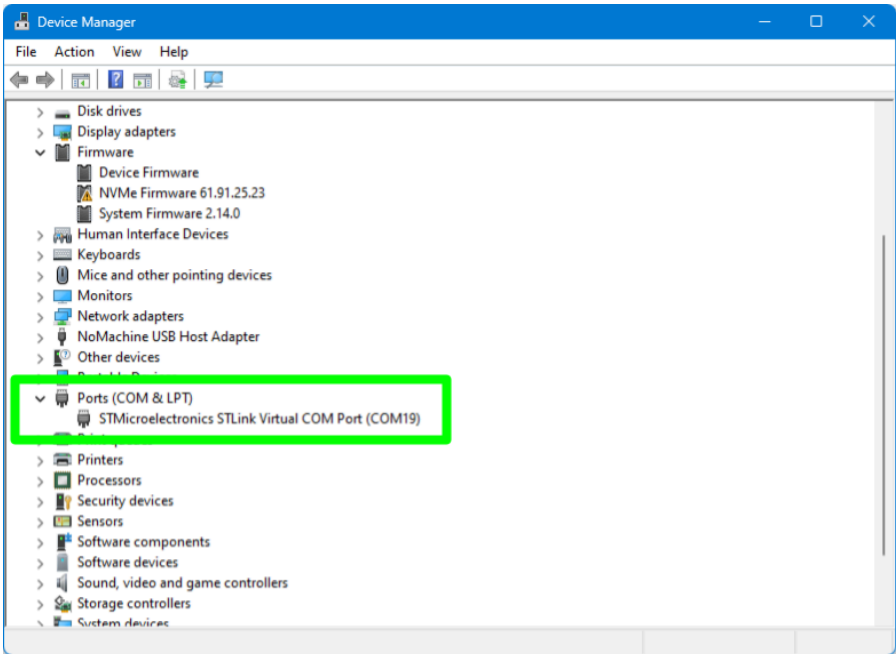 Device Manager
File Action View Help
Disk drives
Display adapters
Firmware
Device Firmware
NVMe Firmware 61.91.25.23
System Firmware 2.14.0
Human Interface Devices
Keyboards
Mice and other pointing devices
Monitors
Network adapters
NoMachine USB Host Adapter
Other devices
Ports (COM & LPT)
STMicroelectronics STLink Virtual COM Port (COM19)
Printers
Processors
Security devices
Sensors
Software components
Software devices
Sound, video and game controllers
Storage controllers
System devices